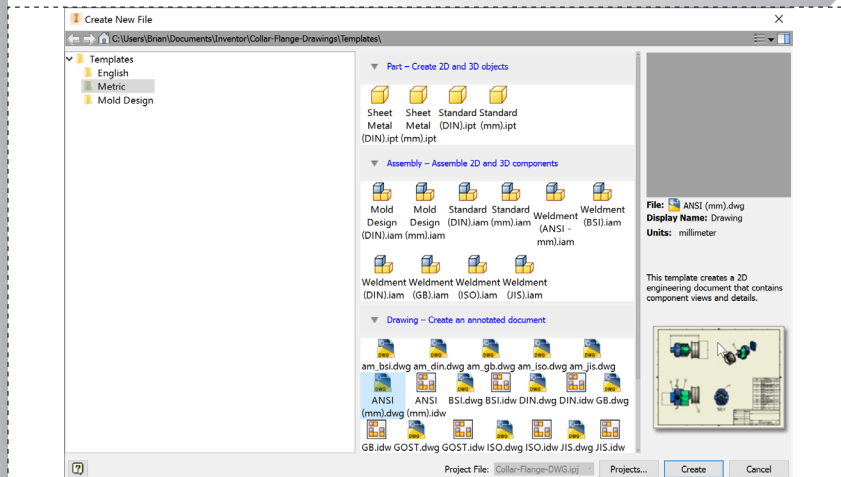 Create New File
C:\Users\Brian\Documents\Inventor\Collar-Flange-Drawings\Templates\
Templates
English
Metric
Mold Design
Part – Create 2D and 3D objects
Sheet Sheet Standard Standard
Metal Metal (DIN).ipt (mm).ipt
(DIN).ipt (mm).ipt
Assembly – Assemble 2D and 3D components
Mold Mold Standard Standard Weldment Weldment
Design Design (DIN).iam (mm).iam (ANSI - (BSI).iam
(DIN).iam (mm).iam mm).iam
Weldment Weldment Weldment Weldment
(DIN).iam (GB).iam (ISO).iam (JIS).iam
Drawing – Create an annotated document
am_bsi.dwg am_din.dwg am_gb.dwg am_iso.dwg am_jis.dwg
ANSI ANSI BSI.dwg BSI.idw DIN.dwg DIN.idw GB.dwg
(mm).dwg (mm).idw
GB.idw GOST.dwg GOST.idw ISO.dwg ISO.idw JIS.dwg JIS.idw
File: ANSI (mm).dwg
Display Name: Drawing
Units: millimeter
This template creates a 2D
engineering document that contains
component views and details.
Project File: Collar-Flange-DWG.ipj Projects... Create Cancel